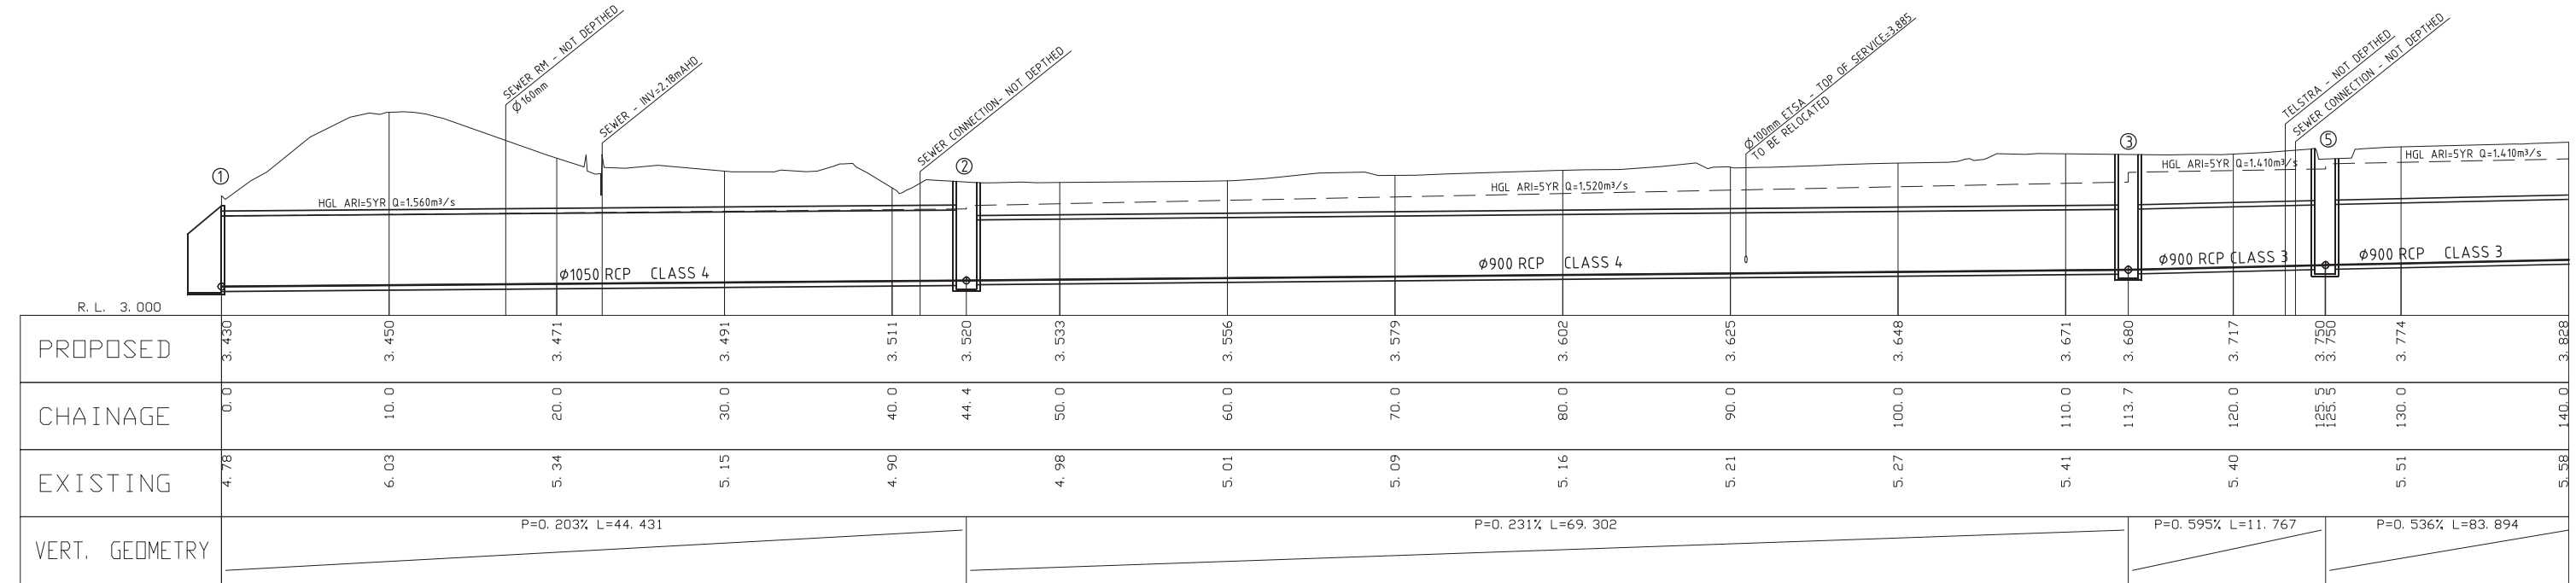 SEWER RM - NOT DEPTHED
Ø160mm
SEWER - INV=2.18mAHD
SEWER CONNECTION- NOT DEPTHED
Ø100mm ETSA - TOP OF SERVICE=3.885
TO BE RELOCATED
TELSTRA - NOT DEPTHED
SEWER CONNECTION - NOT DEPTHED
1
2
3
5
HGL ARI=5YR Q=1.560m³/s
HGL ARI=5YR Q=1.520m³/s
HGL ARI=5YR Q=1.410m³/s
HGL ARI=5YR Q=1.410m³/s
Ø1050 RCP CLASS 4
Ø900 RCP CLASS 4
Ø900 RCP CLASS 3
Ø900 RCP CLASS 3
R.L. 3.000
PROPOSED 3.430 3.450 3.471 3.491 3.511 3.520 3.533 3.556 3.579 3.602 3.625 3.648 3.671 3.680 3.717 3.750 3.750 3.774 3.828
CHAINAGE 0.0 10.0 20.0 30.0 40.0 44.4 50.0 60.0 70.0 80.0 90.0 100.0 110.0 113.7 120.0 125.5 125.5 130.0 140.0
EXISTING 4.78 6.03 5.34 5.15 4.90 4.98 5.01 5.09 5.16 5.21 5.27 5.41 5.40 5.51 5.58
VERT. GEOMETRY P=0.203% L=44.431 P=0.231% L=69.302 P=0.595% L=11.767 P=0.536% L=83.894